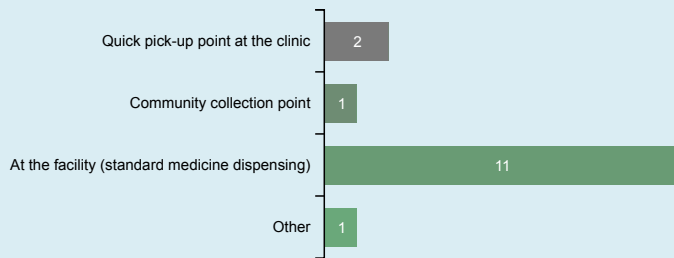 Quick pick-up point at the clinic 2
Community collection point 1
At the facility (standard medicine dispensing) 11
Other 1